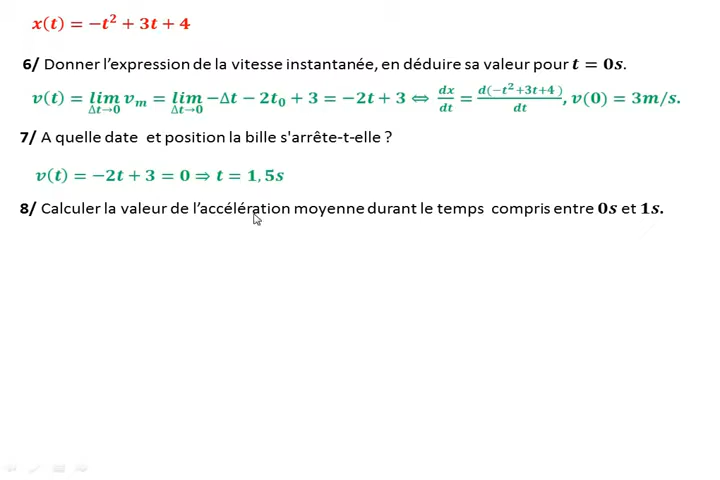 x(t) = −t² + 3t + 4
6/ Donner l'expression de la vitesse instantanée, en déduire sa valeur pour t = 0s.
v(t) = lim_{Δt→0} v_m = lim_{Δt→0} −Δt − 2t₀ + 3 = −2t + 3 ⇔ dx/dt = d(−t²+3t+4)/dt, v(0) = 3m/s.
7/ A quelle date et position la bille s'arrête-t-elle ?
v(t) = −2t + 3 = 0 ⇒ t = 1,5s
8/ Calculer la valeur de l'accélération moyenne durant le temps compris entre 0s et 1s.